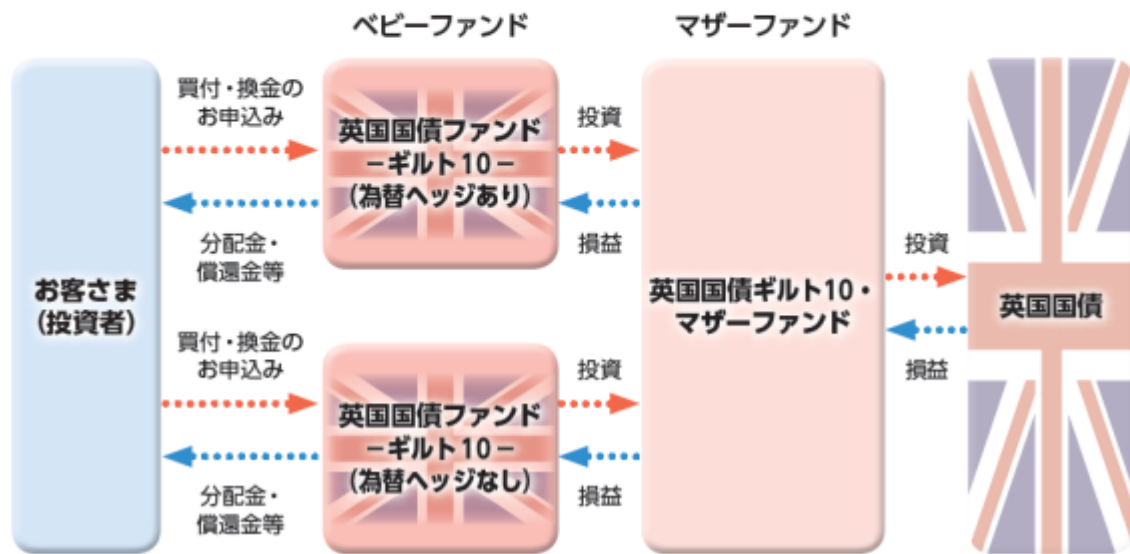 ベビーファンド
マザーファンド
お客さま
（投資者）
買付・換金の
お申込み
分配金・
償還金等
英国国債ファンド
－ギルト10－
（為替ヘッジあり）
投資
損益
買付・換金の
お申込み
分配金・
償還金等
英国国債ファンド
－ギルト10－
（為替ヘッジなし）
投資
損益
英国国債ギルト10・
マザーファンド
投資
損益
英国国債